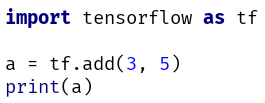 import tensorflow as tf
a = tf.add(3, 5)
print(a)